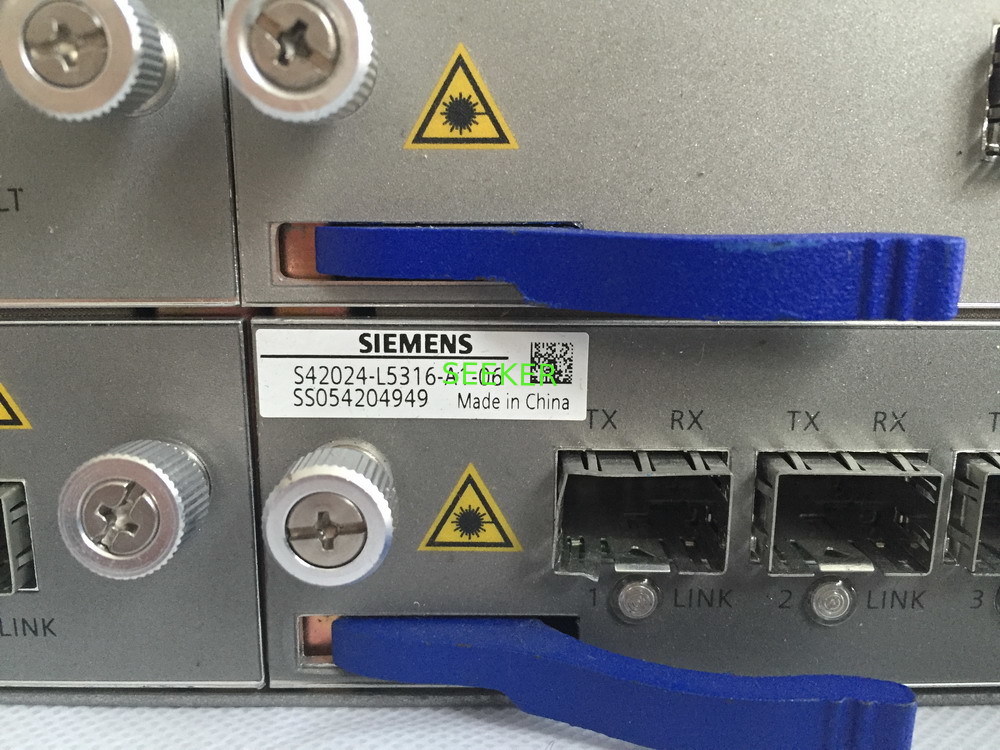 LT
SIEMENS
S42024-L5316-A1-06
SEEKER
SS054204949 Made in China
TX RX TX RX T
1 LINK 2 LINK 3
LINK